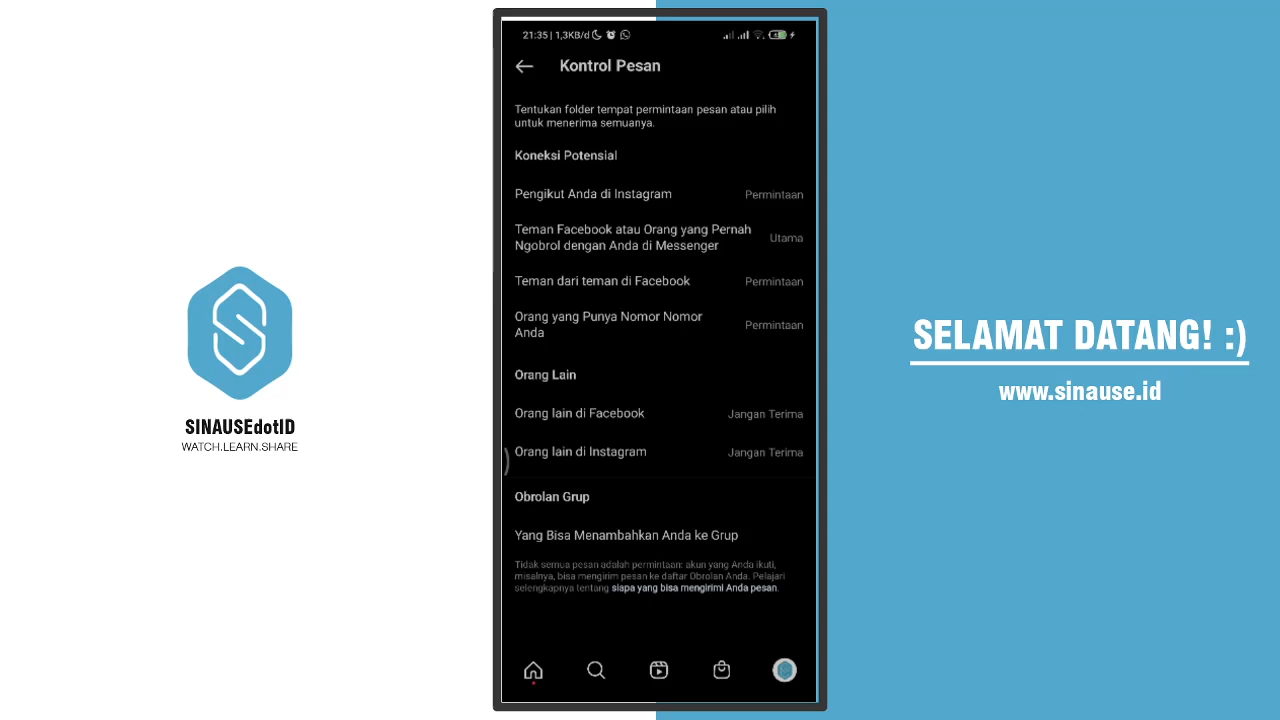 21:35 | 1,3KB/d
Kontrol Pesan
Tentukan folder tempat permintaan pesan atau pilih
untuk menerima semuanya.
Koneksi Potensial
Pengikut Anda di Instagram
Permintaan
Teman Facebook atau Orang yang Pernah
Ngobrol dengan Anda di Messenger
Utama
Teman dari teman di Facebook
Permintaan
Orang yang Punya Nomor Nomor
Anda
Permintaan
Orang Lain
Orang lain di Facebook
Jangan Terima
Orang lain di Instagram
Jangan Terima
Obrolan Grup
Yang Bisa Menambahkan Anda ke Grup
Tidak semua pesan adalah permintaan: akun yang Anda ikuti,
misalnya, bisa mengirim pesan ke daftar Obrolan Anda. Pelajari
selengkapnya tentang siapa yang bisa mengirimi Anda pesan.
SINAUSEdotID
WATCH.LEARN.SHARE
SELAMAT DATANG! :)
www.sinause.id